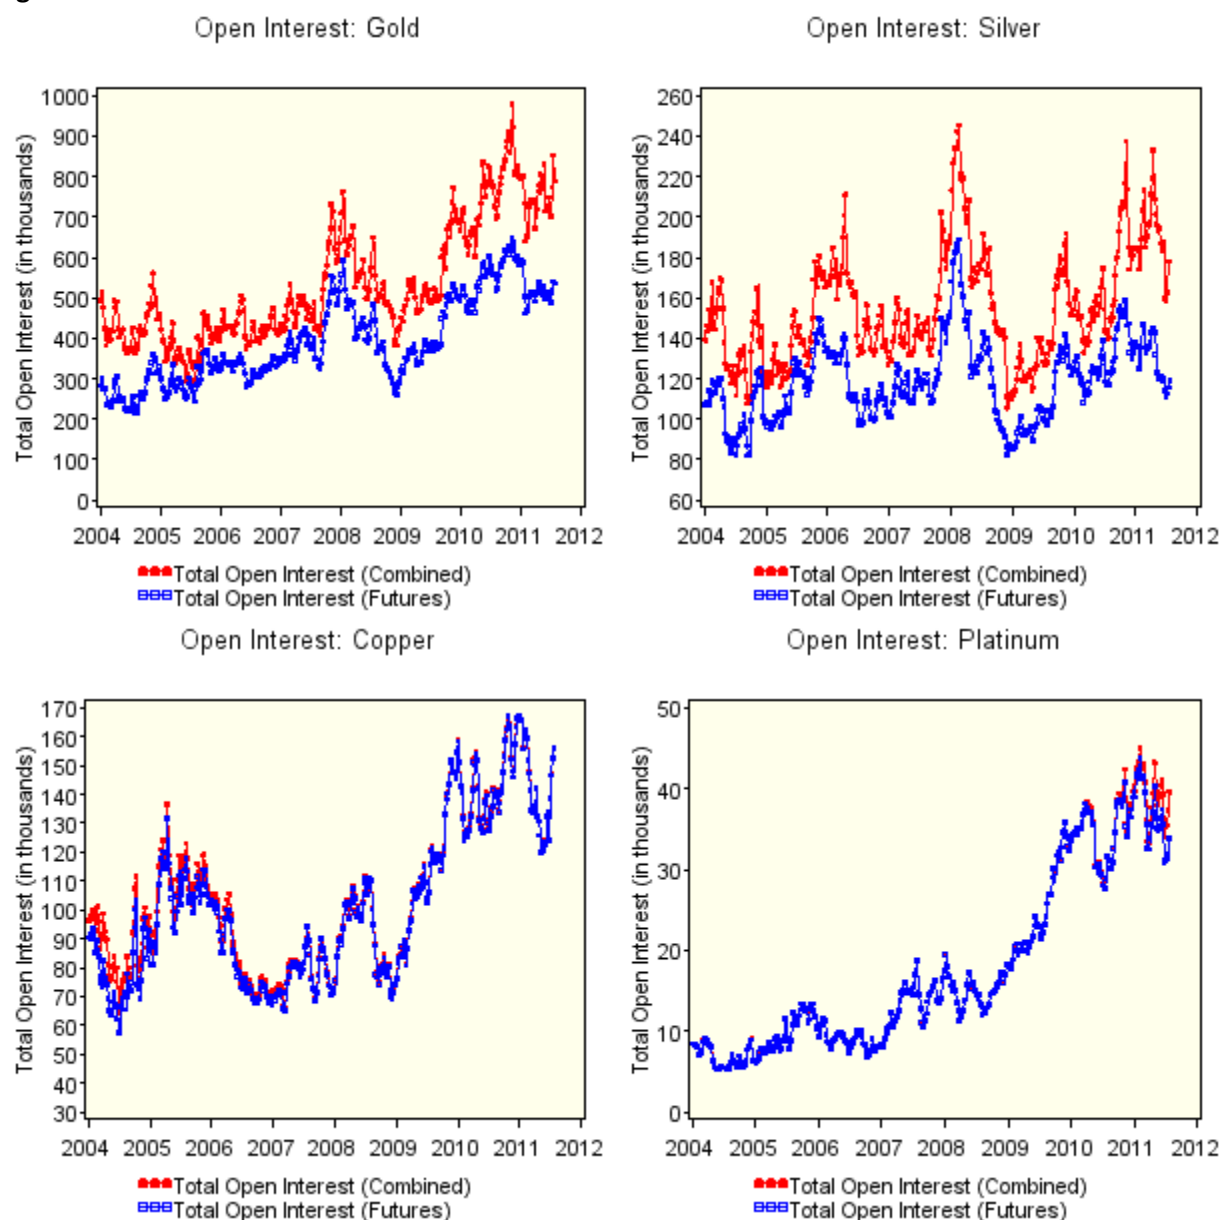 Open Interest: Gold
Total Open Interest (in thousands)
1000
900
800
700
600
500
400
300
200
100
0
2004 2005 2006 2007 2008 2009 2010 2011 2012
Total Open Interest (Combined)
Total Open Interest (Futures)
Open Interest: Silver
Total Open Interest (in thousands)
260
240
220
200
180
160
140
120
100
80
60
2004 2005 2006 2007 2008 2009 2010 2011 2012
Total Open Interest (Combined)
Total Open Interest (Futures)
Open Interest: Copper
Total Open Interest (in thousands)
170
160
150
140
130
120
110
100
90
80
70
60
50
40
30
2004 2005 2006 2007 2008 2009 2010 2011 2012
Total Open Interest (Combined)
Total Open Interest (Futures)
Open Interest: Platinum
Total Open Interest (in thousands)
50
40
30
20
10
0
2004 2005 2006 2007 2008 2009 2010 2011 2012
Total Open Interest (Combined)
Total Open Interest (Futures)